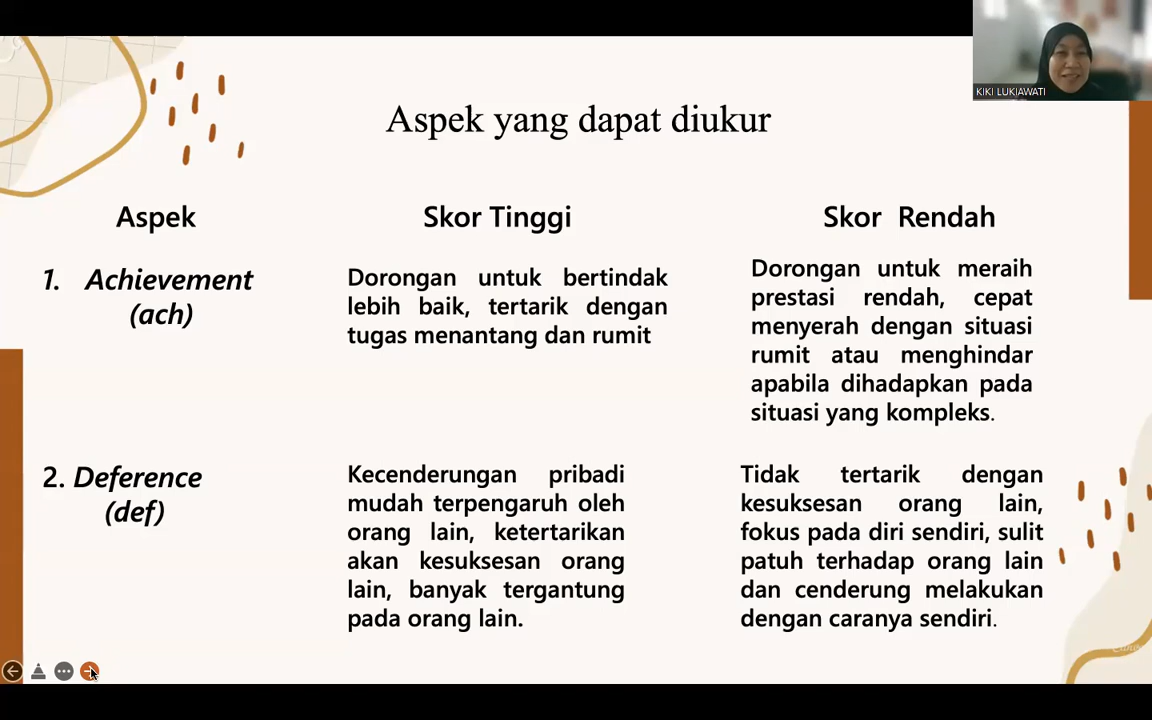 KIKI LUKIAWATI
Aspek yang dapat diukur
Aspek
Skor Tinggi
Skor Rendah
1. Achievement
(ach)
Dorongan untuk bertindak
lebih baik, tertarik dengan
tugas menantang dan rumit
Dorongan untuk meraih
prestasi rendah, cepat
menyerah dengan situasi
rumit atau menghindar
apabila dihadapkan pada
situasi yang kompleks.
2. Deference
(def)
Kecenderungan pribadi
mudah terpengaruh oleh
orang lain, ketertarikan
akan kesuksesan orang
lain, banyak tergantung
pada orang lain.
Tidak tertarik dengan
kesuksesan orang lain,
fokus pada diri sendiri, sulit
patuh terhadap orang lain
dan cenderung melakukan
dengan caranya sendiri.